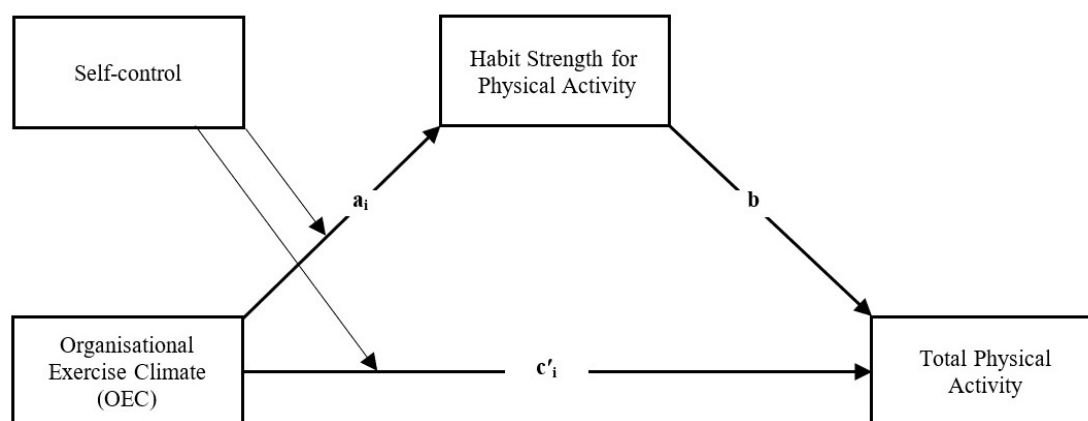 Self-control
Habit Strength for
Physical Activity
aᵢ
b
Organisational
Exercise Climate
(OEC)
c'ᵢ
Total Physical
Activity